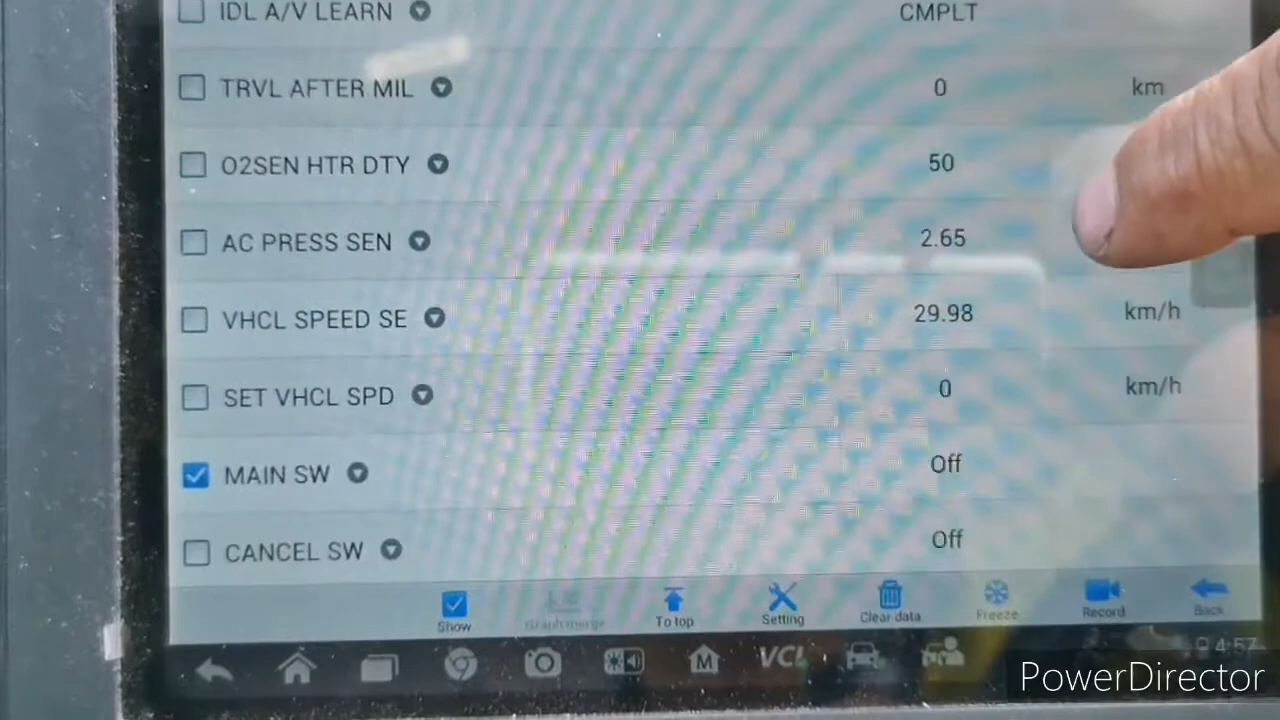 IDL A/V LEARN CMPLT
TRVL AFTER MIL 0 km
O2SEN HTR DTY 50
AC PRESS SEN 2.65
VHCL SPEED SE 29.98 km/h
SET VHCL SPD 0 km/h
MAIN SW Off
CANCEL SW Off
Show Graph merge To top Setting Clear data Freeze Record Back
M VCI 4:57
PowerDirector